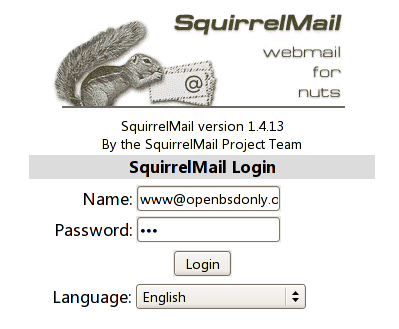 SquirrelMail
webmail
for
nuts
@
SquirrelMail version 1.4.13
By the SquirrelMail Project Team
SquirrelMail Login
Name: www@openbsdonly.o
Password: •••
Login
Language: English